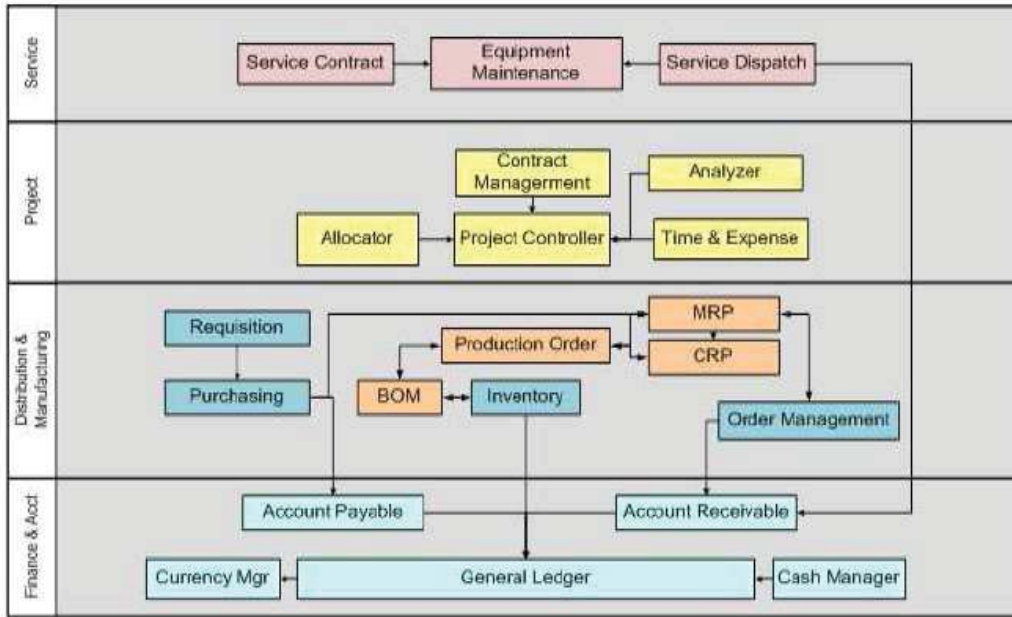 Service
Service Contract
Equipment
Maintenance
Service Dispatch
Project
Contract
Managerment
Analyzer
Allocator
Project Controller
Time & Expense
Distribution &
Manufacturing
Requisition
MRP
Production Order
CRP
Purchasing
BOM
Inventory
Order Management
Finance & Acct
Account Payable
Account Receivable
Currency Mgr
General Ledger
Cash Manager